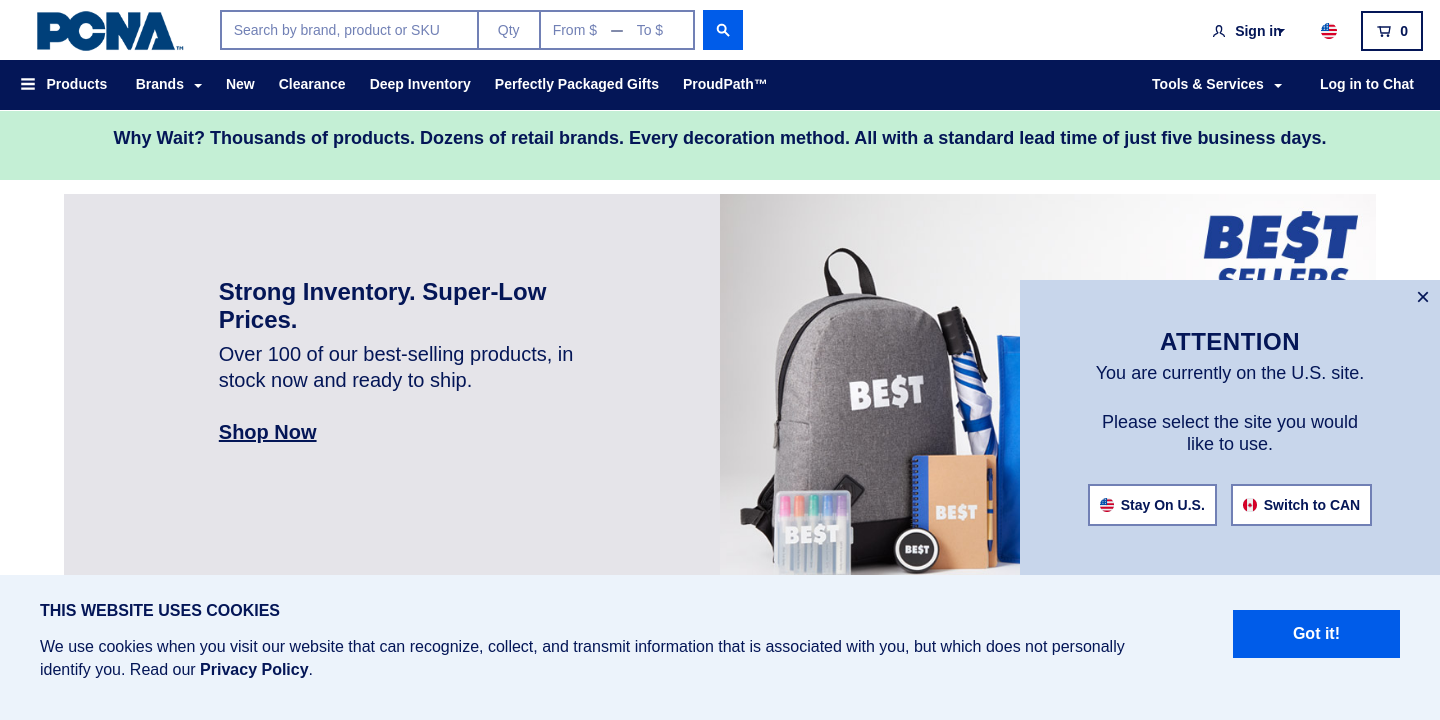 PCNA™
Search by brand, product or SKU
Qty
From $ — To $
Sign in
0
Products
Brands
New
Clearance
Deep Inventory
Perfectly Packaged Gifts
ProudPath™
Tools & Services
Log in to Chat
Why Wait? Thousands of products. Dozens of retail brands. Every decoration method. All with a standard lead time of just five business days.
Strong Inventory. Super-Low
Prices.
Over 100 of our best-selling products, in
stock now and ready to ship.
Shop Now
BE$T
SELLERS
BE$T
BE$T
BE$T
BE$T
×
ATTENTION
You are currently on the U.S. site.
Please select the site you would
like to use.
Stay On U.S.
Switch to CAN
THIS WEBSITE USES COOKIES
We use cookies when you visit our website that can recognize, collect, and transmit information that is associated with you, but which does not personally
identify you. Read our Privacy Policy.
Got it!